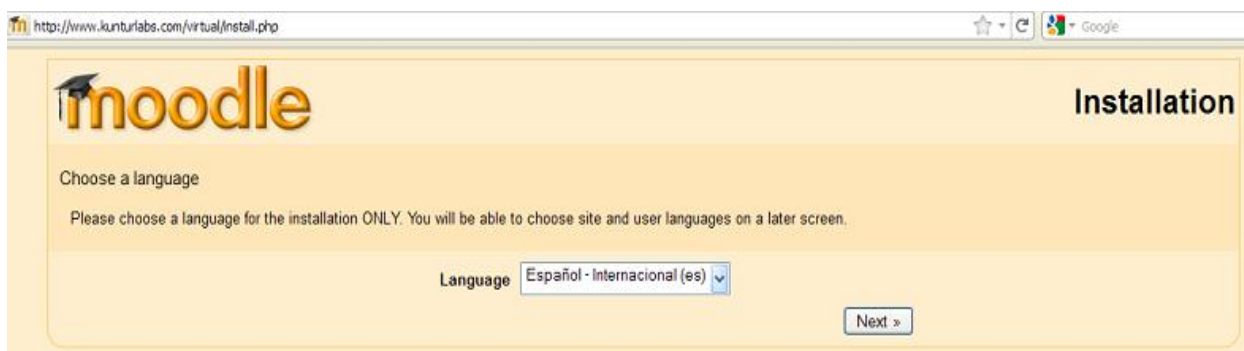 http://www.kunturlabs.com/virtual/install.php Google
moodle Installation
Choose a language
Please choose a language for the installation ONLY. You will be able to choose site and user languages on a later screen.
Language Español - Internacional (es)
Next »